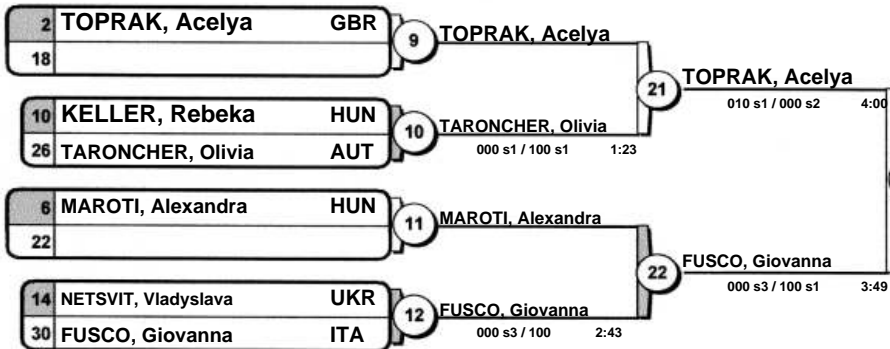 2 TOPRAK, Acelya GBR
18
9
TOPRAK, Acelya
10 KELLER, Rebeka HUN
26 TARONCHER, Olivia AUT
10
TARONCHER, Olivia
000 s1 / 100 s1 1:23
21
TOPRAK, Acelya
010 s1 / 000 s2 4:00
6 MAROTI, Alexandra HUN
22
11
MAROTI, Alexandra
14 NETSVIT, Vladyslava UKR
30 FUSCO, Giovanna ITA
12
FUSCO, Giovanna
000 s3 / 100 2:43
22
FUSCO, Giovanna
000 s3 / 100 s1 3:49